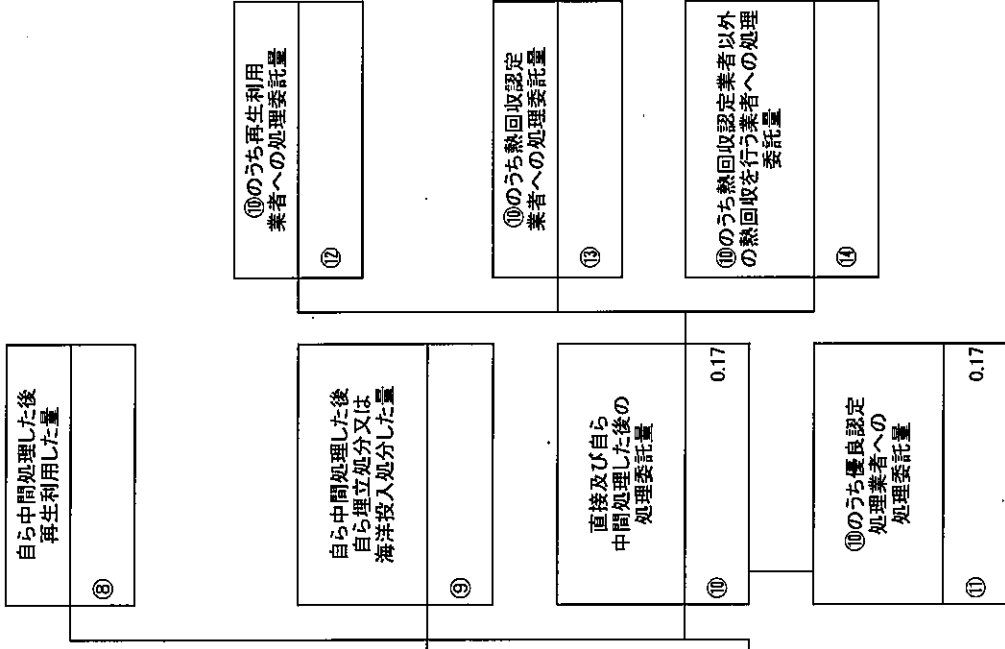 自ら中間処理した後
再生利用した量
⑧
自ら中間処理した後
自ら埋立処分又は
海洋投入処分した量
⑨
直接及び自ら
中間処理した後の
処理委託量
⑩
0.17
⑩のうち優良認定
処理業者への
処理委託量
⑪
0.17
⑩のうち再生利用
業者への処理委託量
⑫
⑩のうち熱回収認定
業者への処理委託量
⑬
⑩のうち熱回収認定業者以外
の熱回収を行う業者への処理
委託量
⑭